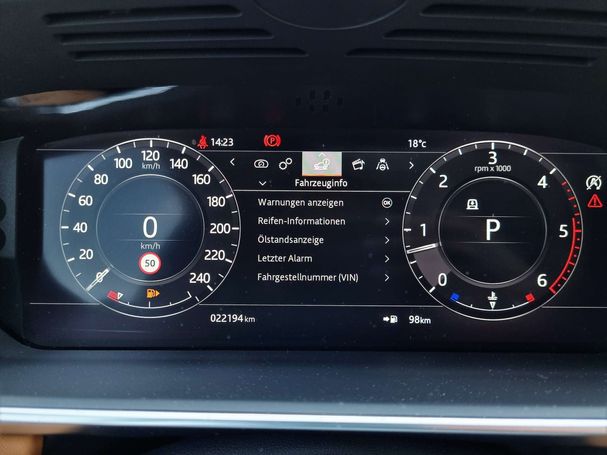 14:23
(P)
18°c
Fahrzeuginfo
Warnungen anzeigen OK
Reifen-Informationen
Ölstandsanzeige
Letzter Alarm
Fahrgestellnummer (VIN)
0 20 40 60 80 100 120 140 160 180 200 220 240
km/h
0
km/h
50
0 1 2 3 4 5 6
rpm x 1000
P
022194 km
98km